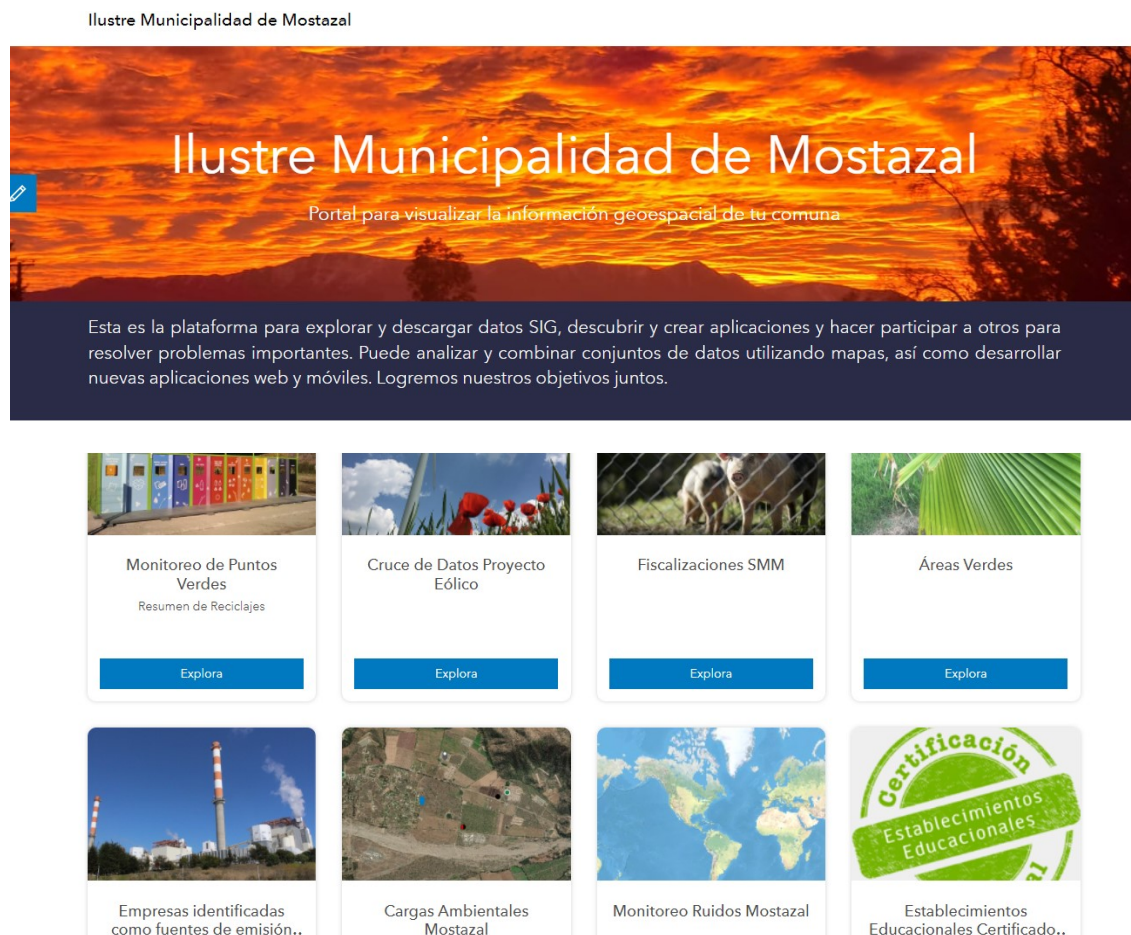 Ilustre Municipalidad de Mostazal
Ilustre Municipalidad de Mostazal
Portal para visualizar la información geoespacial de tu comuna
Esta es la plataforma para explorar y descargar datos SIG, descubrir y crear aplicaciones y hacer participar a otros para
resolver problemas importantes. Puede analizar y combinar conjuntos de datos utilizando mapas, así como desarrollar
nuevas aplicaciones web y móviles. Logremos nuestros objetivos juntos.
Monitoreo de Puntos
Verdes
Resumen de Reciclajes
Explora
Cruce de Datos Proyecto
Eólico
Explora
Fiscalizaciones SMM
Explora
Áreas Verdes
Explora
Empresas identificadas
como fuentes de emisión..
Cargas Ambientales
Mostazal
Monitoreo Ruidos Mostazal
Certificación
Establecimientos
Educacionales
Establecimientos
Educacionales Certificado..